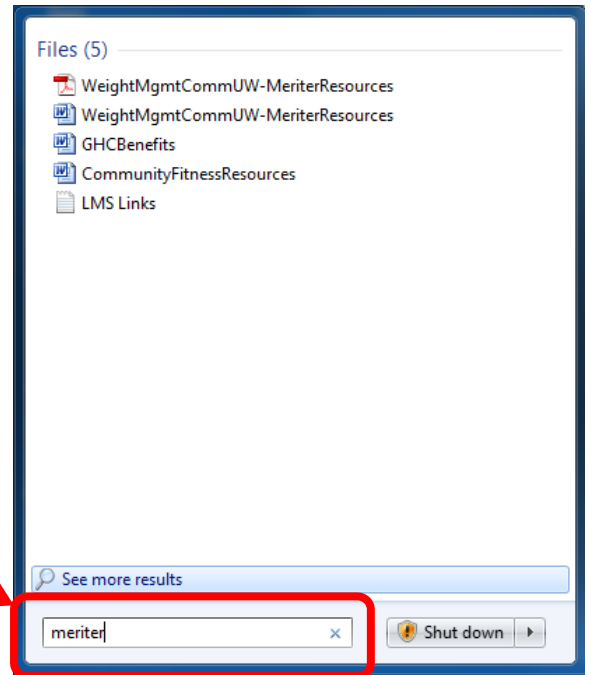 Files (5)
WeightMgmtCommUW-MeriterResources
WeightMgmtCommUW-MeriterResources
GHCBenefits
CommunityFitnessResources
LMS Links
See more results
meriter
Shut down